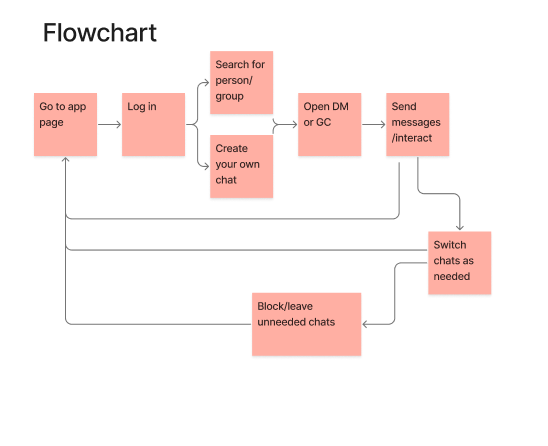 Flowchart
Go to app
page
Log in
Search for
person/
group
Create
your own
chat
Open DM
or GC
Send
messages
/interact
Switch
chats as
needed
Block/leave
unneeded chats